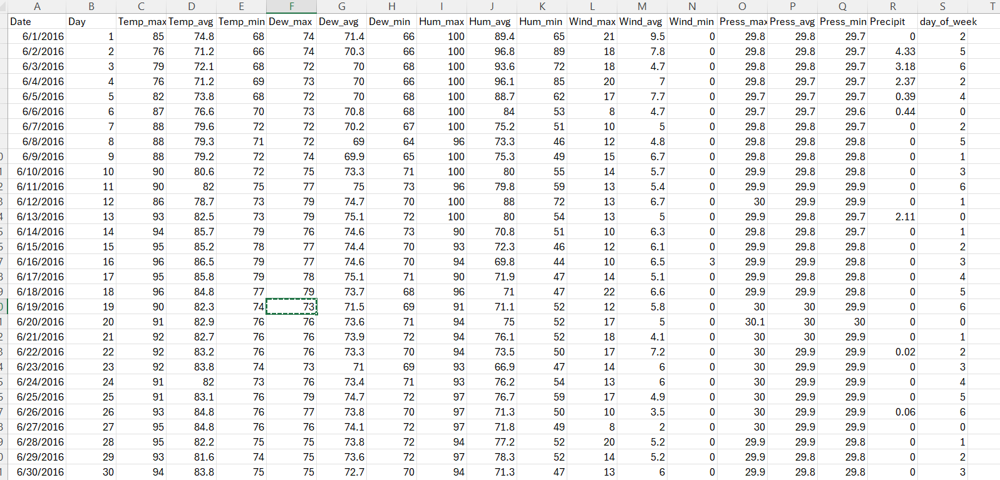 A B C D E F G H I J K L M N O P Q R S T
Date Day Temp_max Temp_avg Temp_min Dew_max Dew_avg Dew_min Hum_max Hum_avg Hum_min Wind_max Wind_avg Wind_min Press_max Press_avg Press_min Precipit day_of_week
6/1/2016 1 85 74.8 68 74 71.4 66 100 89.4 65 21 9.5 0 29.8 29.8 29.7 0 2
6/2/2016 2 76 71.2 66 74 70.3 66 100 96.8 89 18 7.8 0 29.8 29.8 29.7 4.33 5
6/3/2016 3 79 72.1 68 72 70 68 100 93.6 72 18 4.7 0 29.8 29.8 29.7 3.18 6
6/4/2016 4 76 71.2 69 73 70 66 100 96.1 85 20 7 0 29.8 29.7 29.7 2.37 2
6/5/2016 5 82 73.8 68 72 70 68 100 88.7 62 17 7.7 0 29.7 29.7 29.7 0.39 4
6/6/2016 6 87 76.6 70 73 70.8 68 100 84 53 8 4.7 0 29.7 29.7 29.6 0.44 0
6/7/2016 7 88 79.6 72 72 70.2 67 100 75.2 51 10 5 0 29.8 29.8 29.7 0 2
6/8/2016 8 88 79.3 71 72 69 64 96 73.3 46 12 4.8 0 29.8 29.8 29.8 0 5
6/9/2016 9 88 79.2 72 74 69.9 65 100 75.3 49 15 6.7 0 29.8 29.8 29.8 0 1
6/10/2016 10 90 80.6 72 75 73.3 71 100 80 55 14 5.7 0 29.9 29.8 29.8 0 3
6/11/2016 11 90 82 75 77 75 73 96 79.8 59 13 5.4 0 29.9 29.9 29.9 0 6
6/12/2016 12 86 78.7 73 79 74.7 70 100 88 72 13 6.7 0 30 29.9 29.9 0 1
6/13/2016 13 93 82.5 73 79 75.1 72 100 80 54 13 5 0 29.9 29.8 29.7 2.11 0
6/14/2016 14 94 85.7 79 76 74.6 73 90 70.8 51 10 6.3 0 29.8 29.8 29.7 0 1
6/15/2016 15 95 85.2 78 77 74.4 70 93 72.3 46 12 6.1 0 29.9 29.8 29.8 0 2
6/16/2016 16 96 86.5 79 77 74.6 70 94 69.8 44 10 6.5 3 29.9 29.9 29.8 0 3
6/17/2016 17 95 85.8 79 78 75.1 71 90 71.9 47 14 5.1 0 29.9 29.8 29.8 0 4
6/18/2016 18 96 84.8 77 79 73.7 68 96 71 47 22 6.6 0 29.9 29.9 29.8 0 5
6/19/2016 19 90 82.3 74 73 71.5 69 91 71.1 52 12 5.8 0 30 30 29.9 0 6
6/20/2016 20 91 82.9 76 76 73.6 71 94 75 52 17 5 0 30.1 30 30 0 0
6/21/2016 21 92 82.7 76 76 73.9 72 94 76.1 52 18 4.1 0 30 30 29.9 0 1
6/22/2016 22 92 83.2 76 76 73.3 70 94 73.5 50 17 7.2 0 30 29.9 29.9 0.02 2
6/23/2016 23 92 83.8 74 73 71 69 93 66.9 47 14 6 0 30 29.9 29.9 0 3
6/24/2016 24 91 82 73 76 73.4 71 93 76.2 54 13 6 0 30 29.9 29.9 0 4
6/25/2016 25 91 83.1 76 79 74.7 72 97 76.7 59 17 4.9 0 30 29.9 29.9 0 5
6/26/2016 26 93 84.8 76 77 73.8 70 97 71.3 50 10 3.5 0 30 29.9 29.9 0.06 6
6/27/2016 27 95 84.8 76 76 74.1 72 97 71.8 49 8 2 0 30 29.9 29.9 0 0
6/28/2016 28 95 82.2 75 75 73.8 72 94 77.2 52 20 5.2 0 29.9 29.9 29.8 0 1
6/29/2016 29 93 81.6 74 75 73.6 72 97 78.3 52 14 5.2 0 29.9 29.8 29.8 0 2
6/30/2016 30 94 83.8 75 75 72.7 70 94 71.3 47 13 6 0 29.9 29.8 29.8 0 3